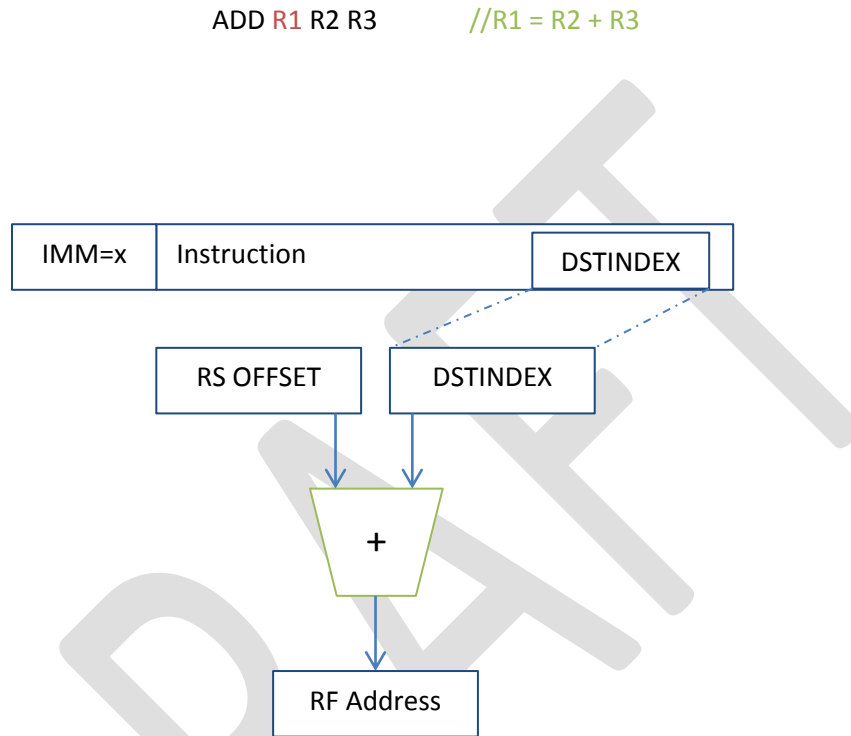 ADD R1 R2 R3 //R1 = R2 + R3
IMM=x Instruction DSTINDEX
RS OFFSET DSTINDEX
+
RF Address
DRAFT